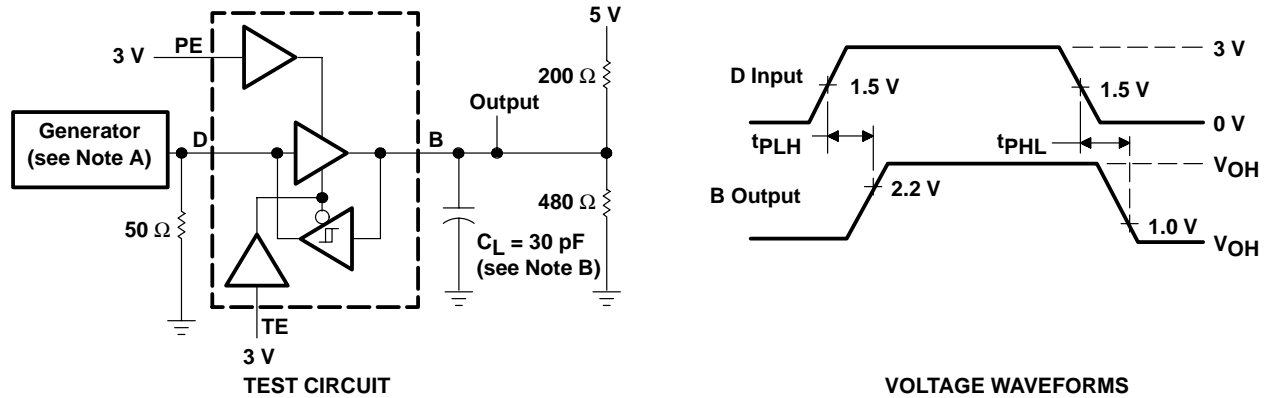 5 V
3 V
PE
200 Ω
Output
Generator
(see Note A)
D
B
50 Ω
480 Ω
CL = 30 pF
(see Note B)
TE
3 V
TEST CIRCUIT
3 V
D Input
1.5 V
1.5 V
0 V
tPLH
tPHL
VOH
B Output
2.2 V
1.0 V
VOH
VOLTAGE WAVEFORMS